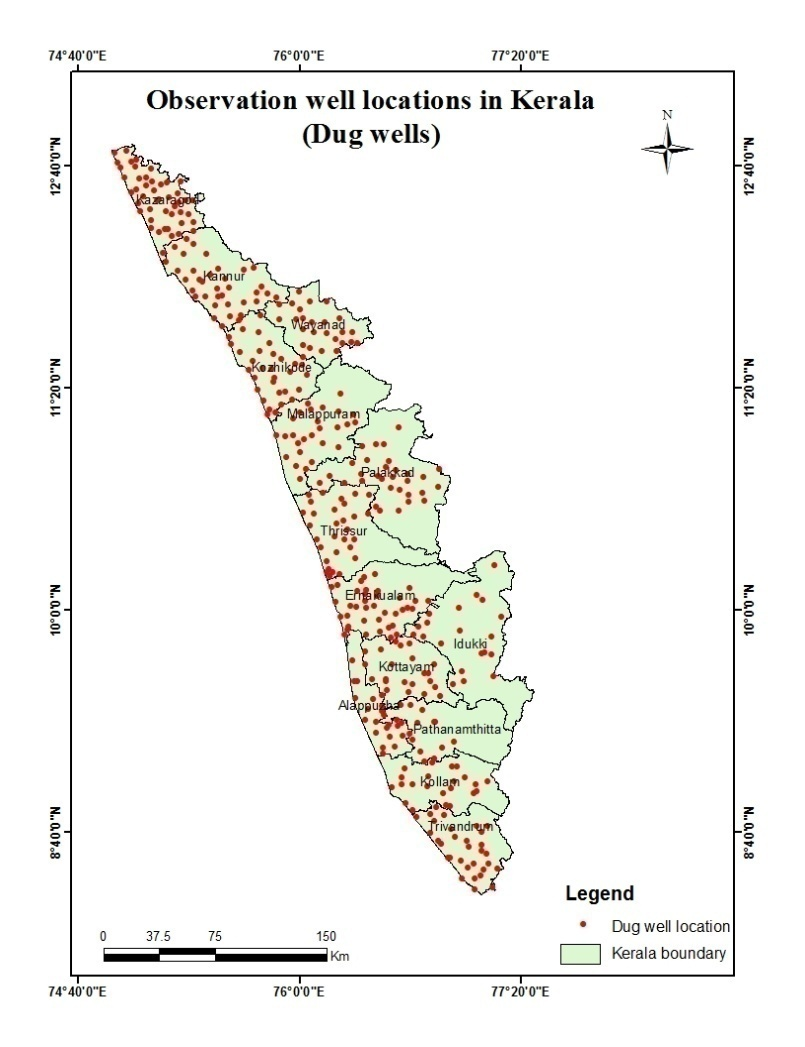 74°40'0"E 76°0'0"E 77°20'0"E
Observation well locations in Kerala
(Dug wells)
N
12°40'0"N 12°40'0"N
Kazaragod
Kannur
Wayanad
Kozhikode
11°20'0"N 11°20'0"N
Malappuram
Palakkad
Thrissur
Ernakualam
10°0'0"N 10°0'0"N
Idukki
Kottayam
Alappuzha
Pathanamthitta
Kollam
Trivandrum
8°40'0"N 8°40'0"N
Legend
Dug well location
Kerala boundary
0 37.5 75 150
Km
74°40'0"E 76°0'0"E 77°20'0"E